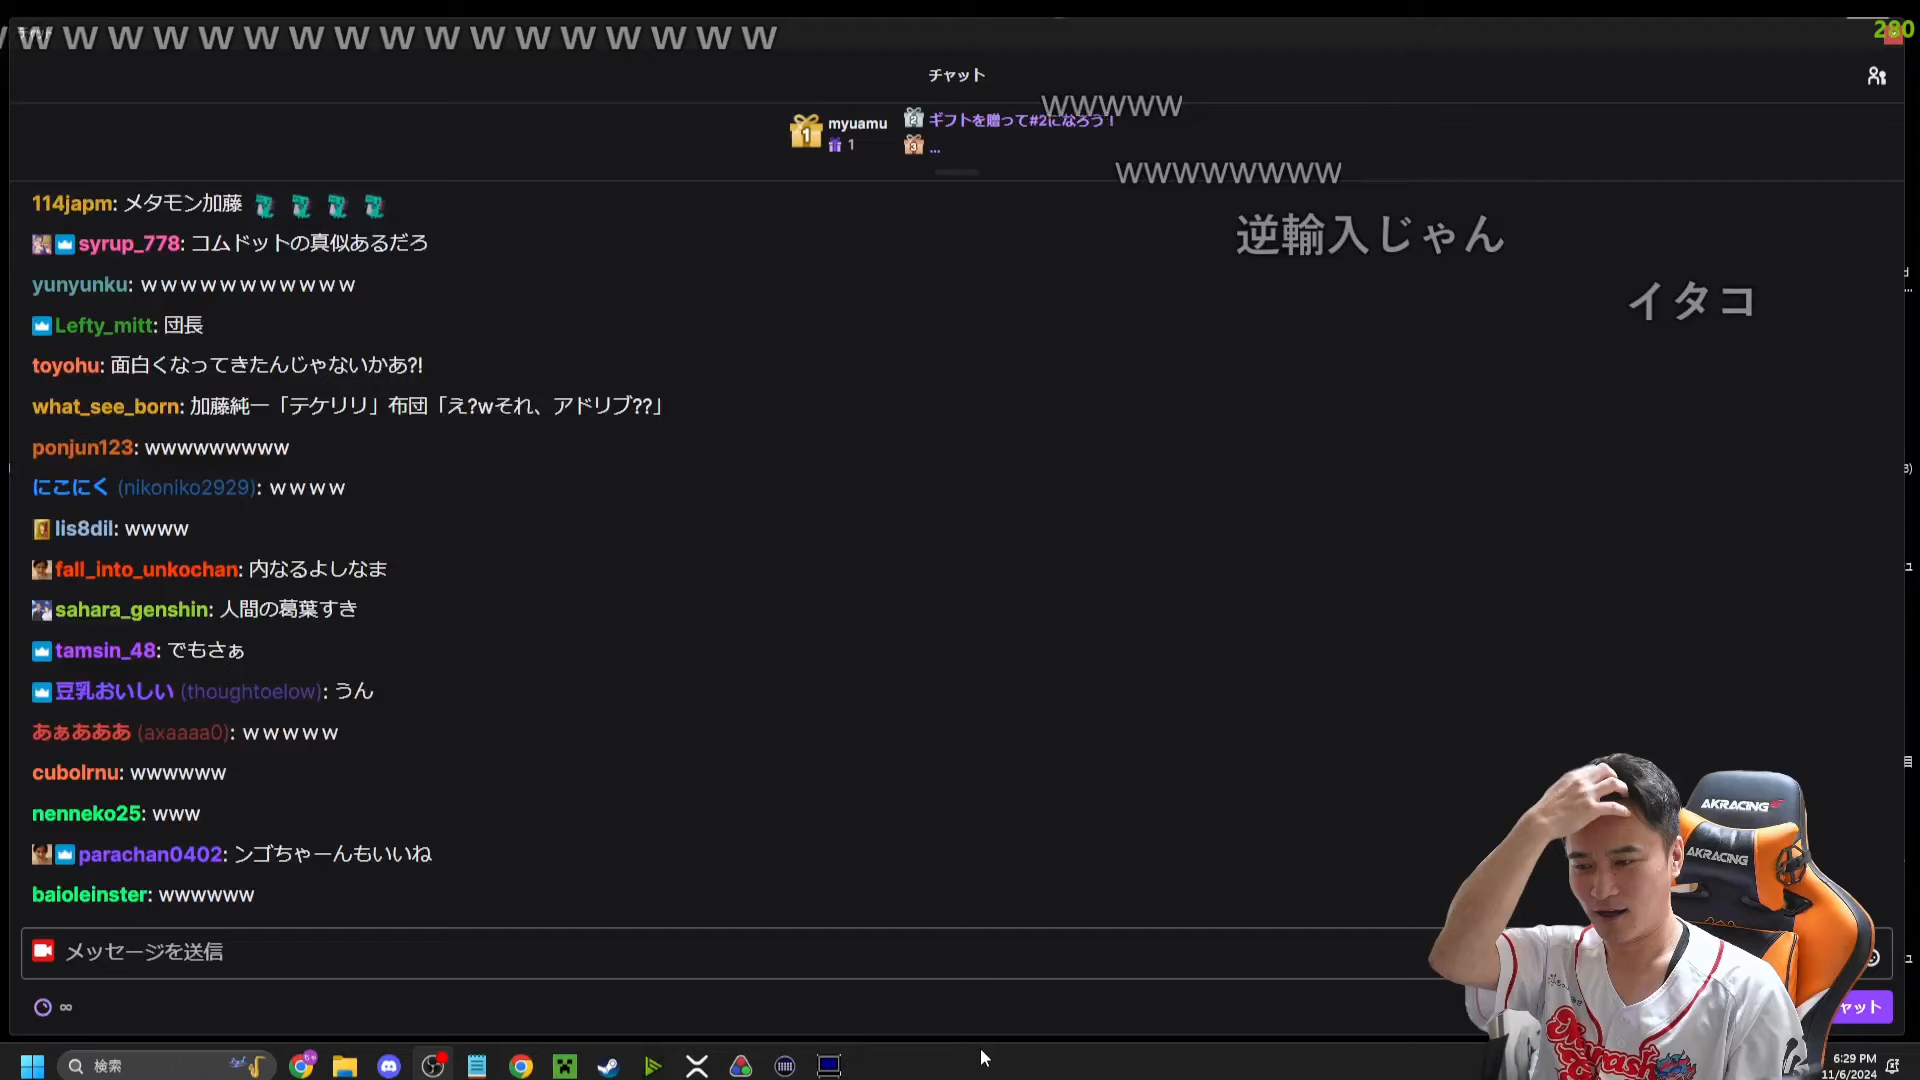 wwwwwwwwwwwwwwwww
280
チャット
wwwww
myuamu
1
1
2
ギフトを贈って#2になろう！
3
...
wwwwwwww
114japm: メタモン加藤
逆輸入じゃん
syrup_778: コムドットの真似あるだろ
yunyunku: ｗｗｗｗｗｗｗｗｗｗｗ
イタコ
Lefty_mitt: 団長
toyohu: 面白くなってきたんじゃないかあ?!
what_see_born: 加藤純一「テケリリ」布団「え?wそれ、アドリブ??」
ponjun123: wwwwwwwww
にこにく (nikoniko2929): ｗｗｗｗ
lis8dil: wwww
fall_into_unkochan: 内なるよしなま
sahara_genshin: 人間の葛葉すき
tamsin_48: でもさぁ
豆乳おいしい (thoughtoelow): うん
あぁあああ (axaaaa0): ｗｗｗｗｗ
cubolrnu: wwwwww
nenneko25: www
parachan0402: ンゴちゃーんもいいね
baioleinster: wwwwww
AKRACING
AKRACING
メッセージを送信
∞
ャット
検索
6:29 PM
11/6/2024